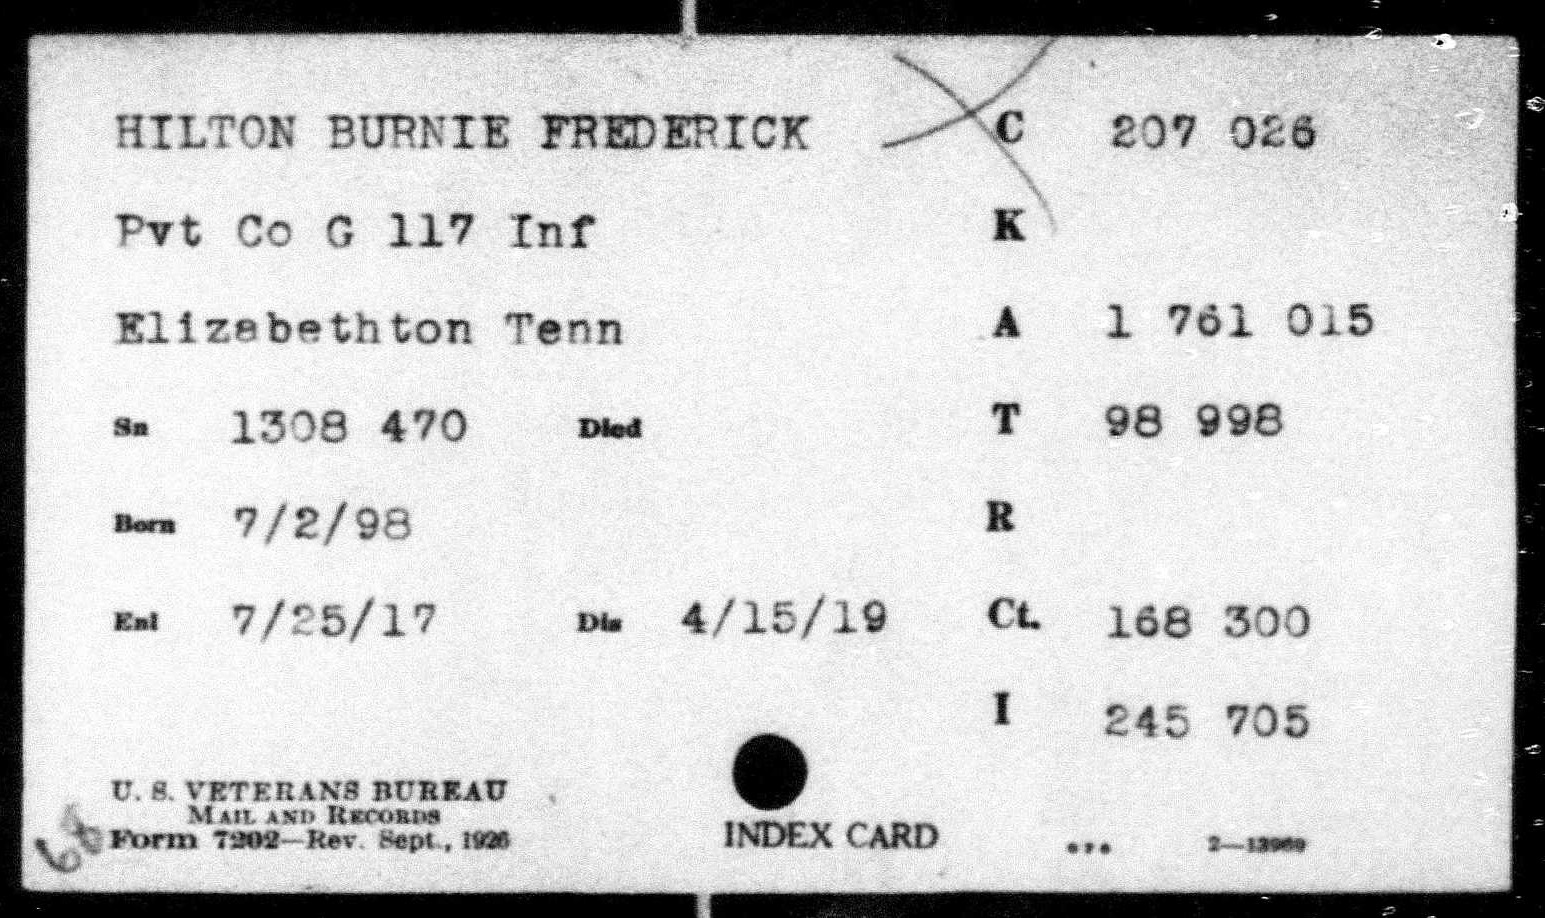 HILTON BURNIE FREDERICK C 207 026
Pvt Co G 117 Inf K
Elizabethton Tenn A 1 761 015
Sn 1308 470 Died T 98 998
Born 7/2/98 R
Enl 7/25/17 Dis 4/15/19 Ct. 168 300
I 245 705
U. S. VETERANS BUREAU
MAIL AND RECORDS
Form 7202—Rev. Sept., 1926
INDEX CARD
2—13969